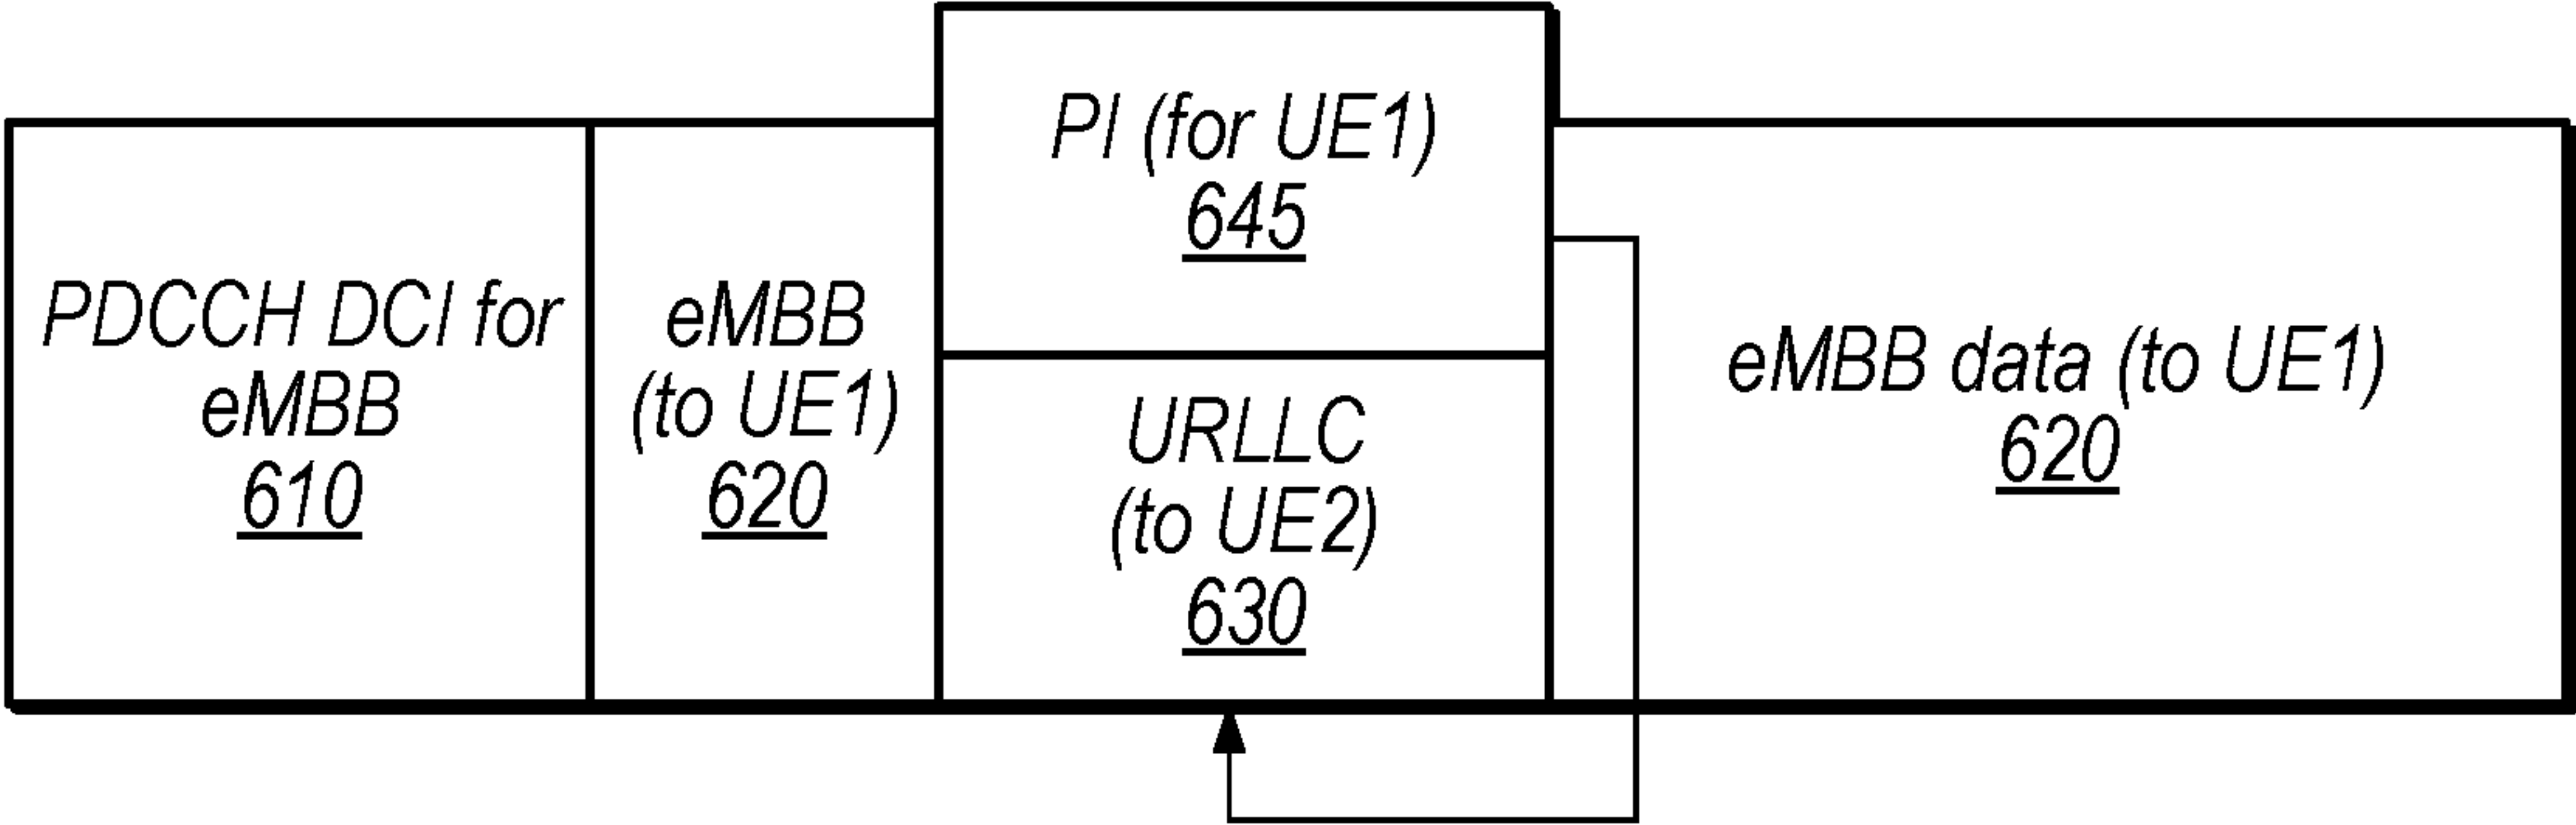 PDCCH DCI for
eMBB
610
eMBB
(to UE1)
620
PI (for UE1)
645
URLLC
(to UE2)
630
eMBB data (to UE1)
620